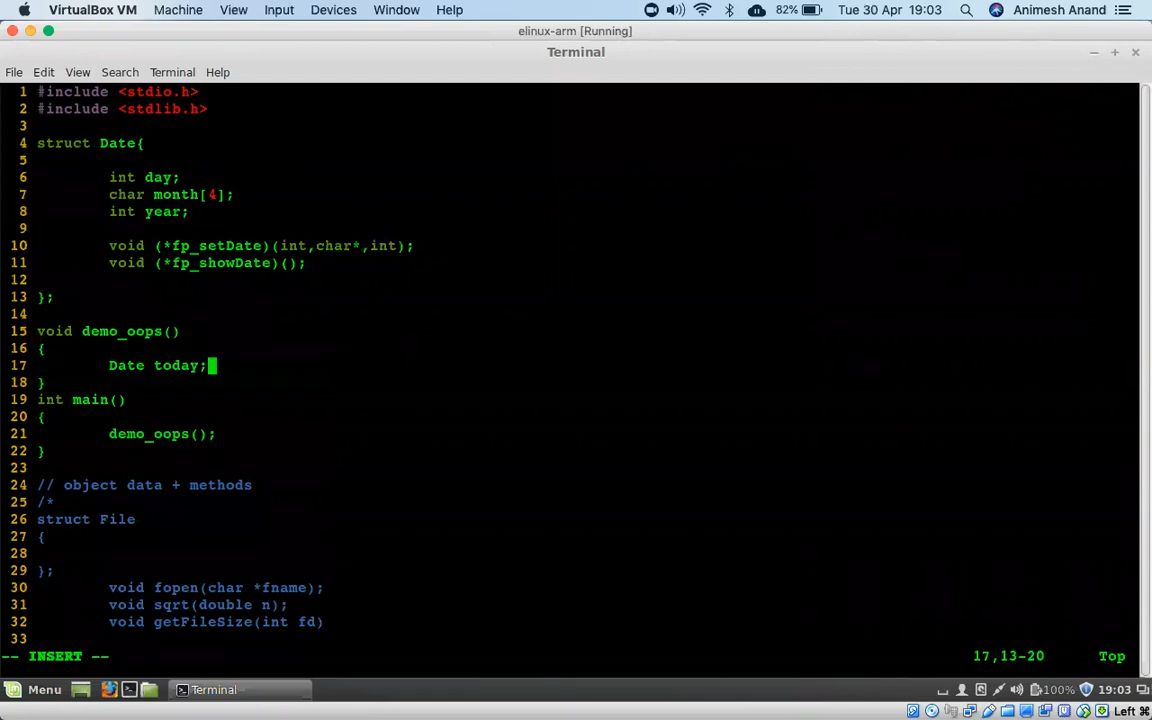 VirtualBox VM Machine View Input Devices Window Help 82% Tue 30 Apr 19:03 Animesh Anand
elinux-arm [Running]
Terminal
File Edit View Search Terminal Help
1 #include <stdio.h>
2 #include <stdlib.h>
3
4 struct Date{
5
6 int day;
7 char month[4];
8 int year;
9
10 void (*fp_setDate)(int,char*,int);
11 void (*fp_showDate)();
12
13 };
14
15 void demo_oops()
16 {
17 Date today;
18 }
19 int main()
20 {
21 demo_oops();
22 }
23
24 // object data + methods
25 /*
26 struct File
27 {
28
29 };
30 void fopen(char *fname);
31 void sqrt(double n);
32 void getFileSize(int fd)
33
-- INSERT -- 17,13-20 Top
Menu Terminal 100% 19:03
Left ⌘